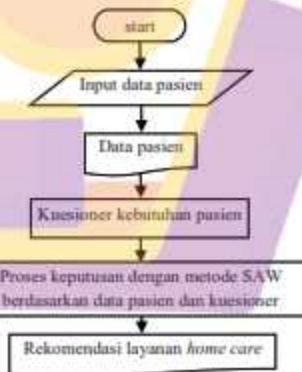 start
Input data pasien
Data pasien
Kuesioner kebutuhan pasien
Proses keputusan dengan metode SAW
berdasarkan data pasien dan kuesioner
Rekomendasi layanan home care